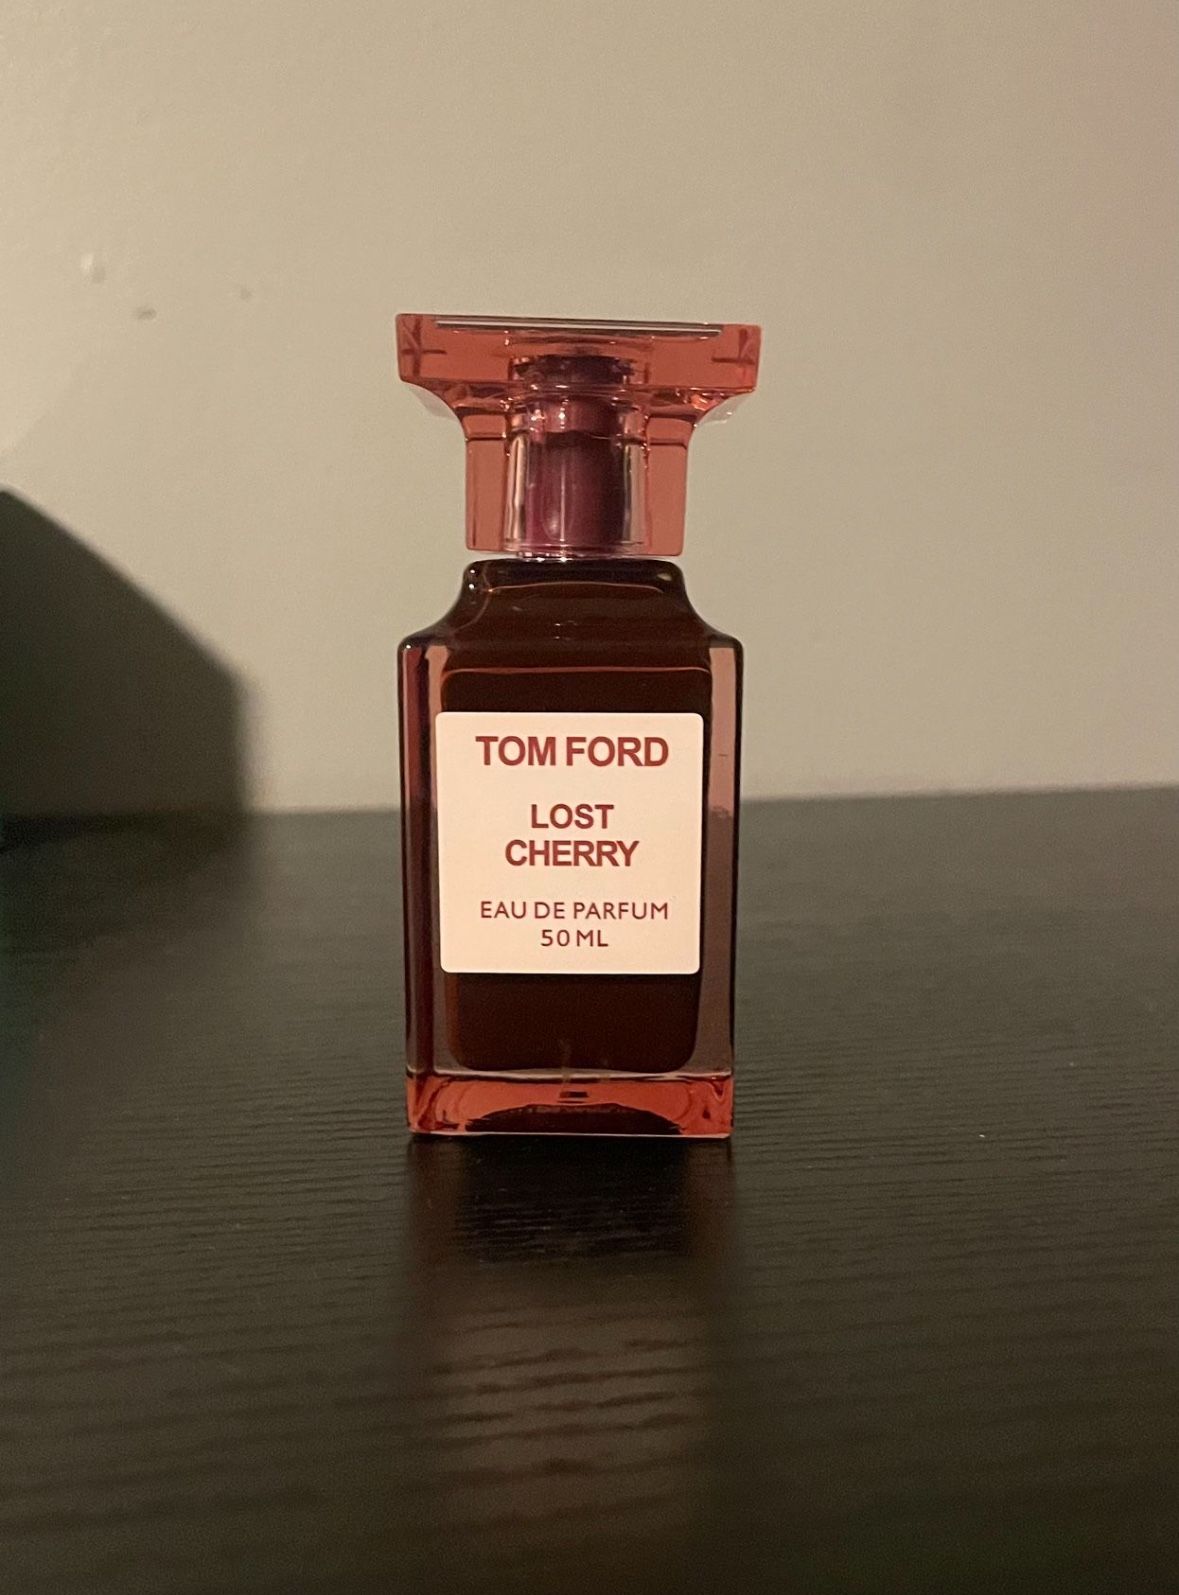 TOM FORD
LOST
CHERRY
EAU DE PARFUM
50 ML